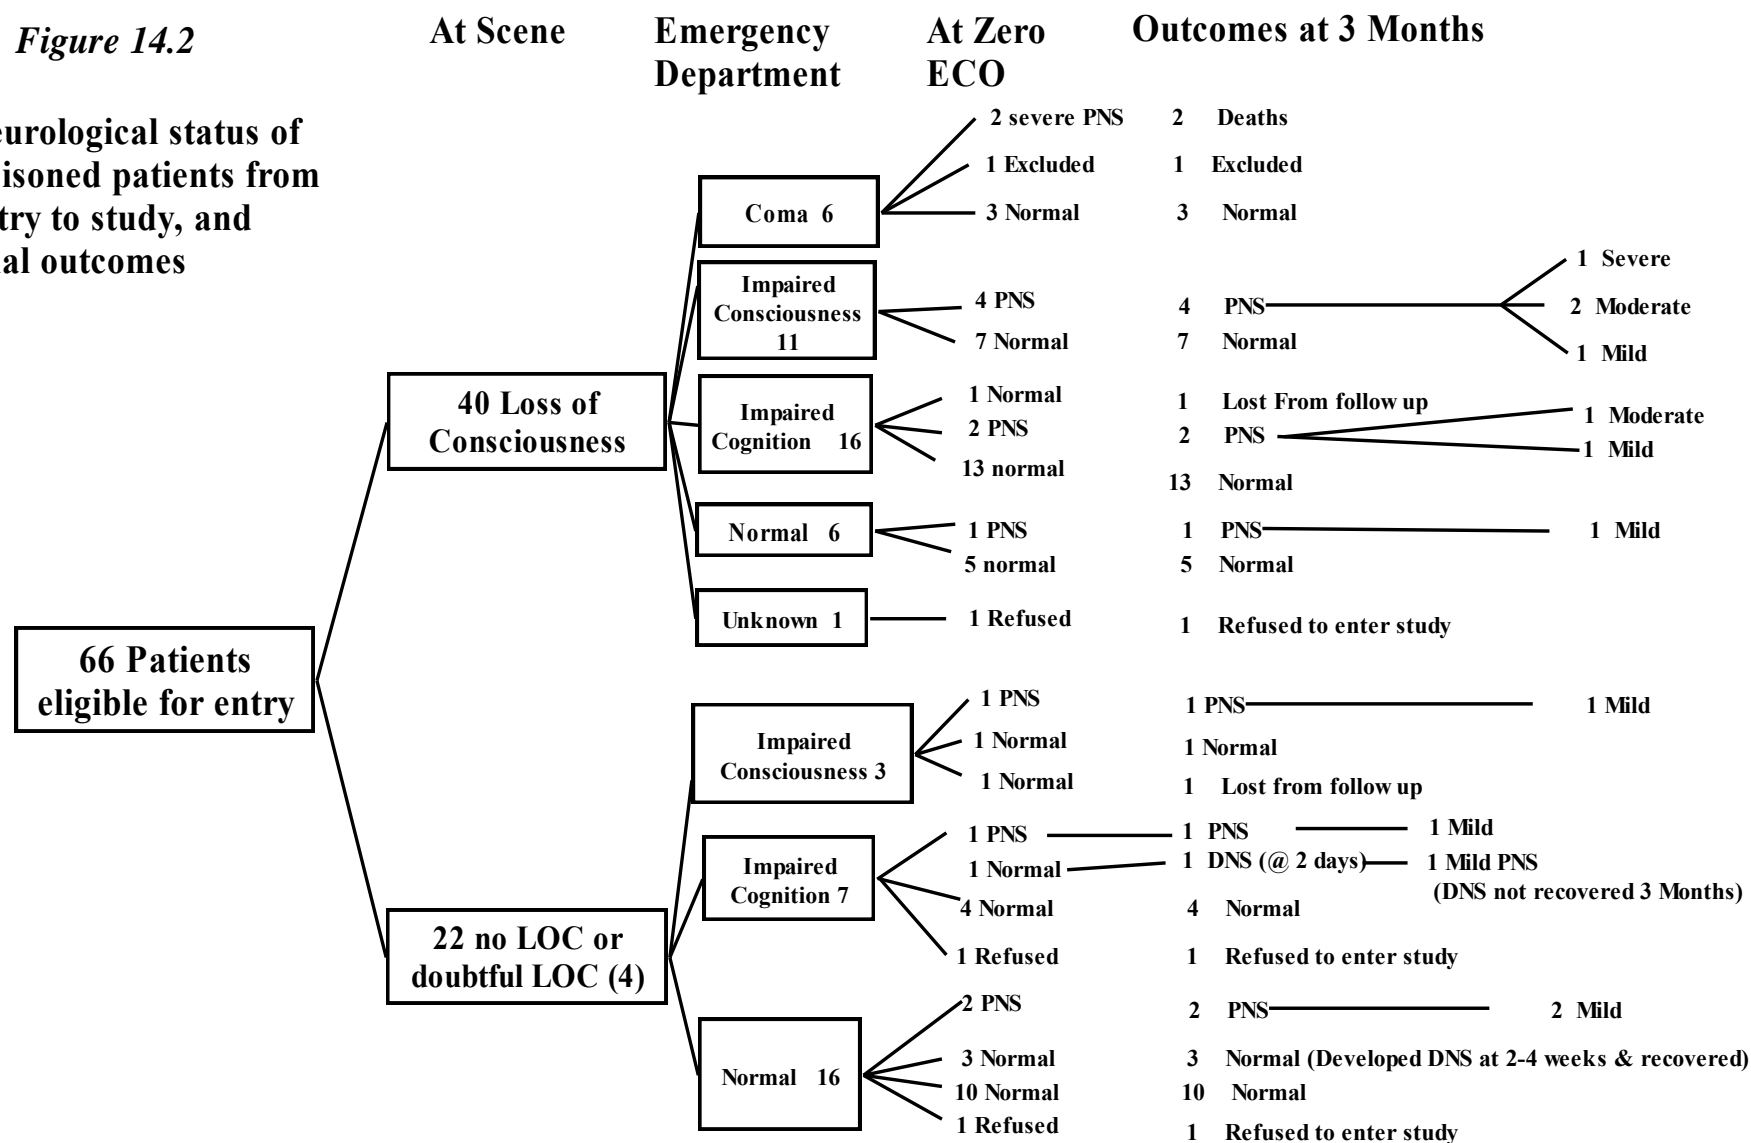 Figure 14.2
At Scene
Emergency
Department
At Zero
ECO
Outcomes at 3 Months
eurological status of
isoned patients from
try to study, and
al outcomes
66 Patients
eligible for entry
40 Loss of
Consciousness
22 no LOC or
doubtful LOC (4)
Coma 6
2 severe PNS 2 Deaths
1 Excluded 1 Excluded
3 Normal 3 Normal
Impaired
Consciousness
11
4 PNS 4 PNS
7 Normal 7 Normal
1 Severe
2 Moderate
1 Mild
Impaired
Cognition 16
1 Normal 1 Lost From follow up
2 PNS 2 PNS
13 normal 13 Normal
1 Moderate
1 Mild
Normal 6
1 PNS 1 PNS 1 Mild
5 normal 5 Normal
Unknown 1
1 Refused 1 Refused to enter study
Impaired
Consciousness 3
1 PNS 1 PNS 1 Mild
1 Normal 1 Normal
1 Normal 1 Lost from follow up
Impaired
Cognition 7
1 PNS 1 PNS 1 Mild
1 Normal 1 DNS (@ 2 days) 1 Mild PNS
(DNS not recovered 3 Months)
4 Normal 4 Normal
1 Refused 1 Refused to enter study
Normal 16
2 PNS 2 PNS 2 Mild
3 Normal 3 Normal (Developed DNS at 2-4 weeks & recovered)
10 Normal 10 Normal
1 Refused 1 Refused to enter study